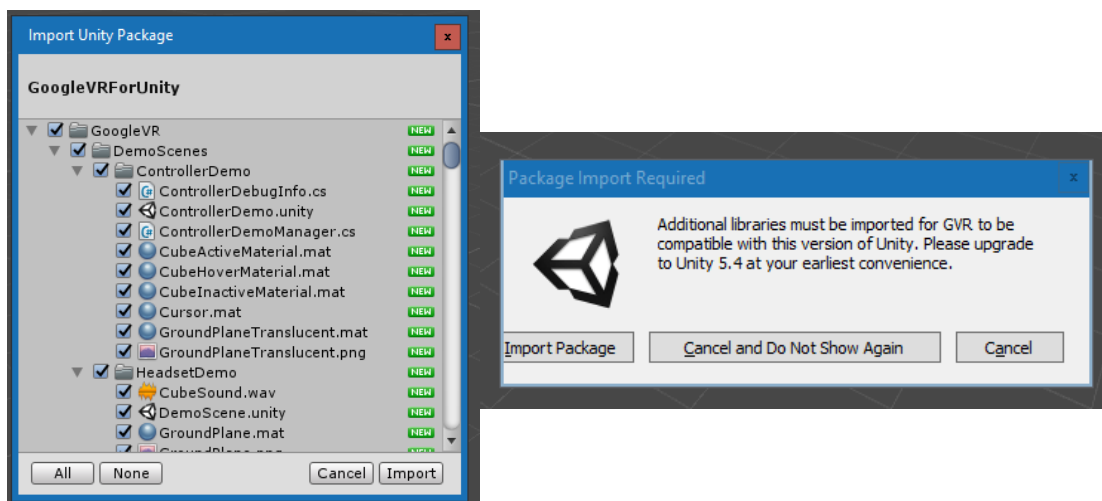 Import Unity Package
x
GoogleVRForUnity
GoogleVR NEW
DemoScenes NEW
ControllerDemo NEW
ControllerDebugInfo.cs NEW
ControllerDemo.unity NEW
ControllerDemoManager.cs NEW
CubeActiveMaterial.mat NEW
CubeHoverMaterial.mat NEW
CubeInactiveMaterial.mat NEW
Cursor.mat NEW
GroundPlaneTranslucent.mat NEW
GroundPlaneTranslucent.png NEW
HeadsetDemo NEW
CubeSound.wav NEW
DemoScene.unity NEW
GroundPlane.mat NEW
GroundPlane.png NEW
All None Cancel Import
Package Import Required
x
Additional libraries must be imported for GVR to be
compatible with this version of Unity. Please upgrade
to Unity 5.4 at your earliest convenience.
Import Package Cancel and Do Not Show Again Cancel